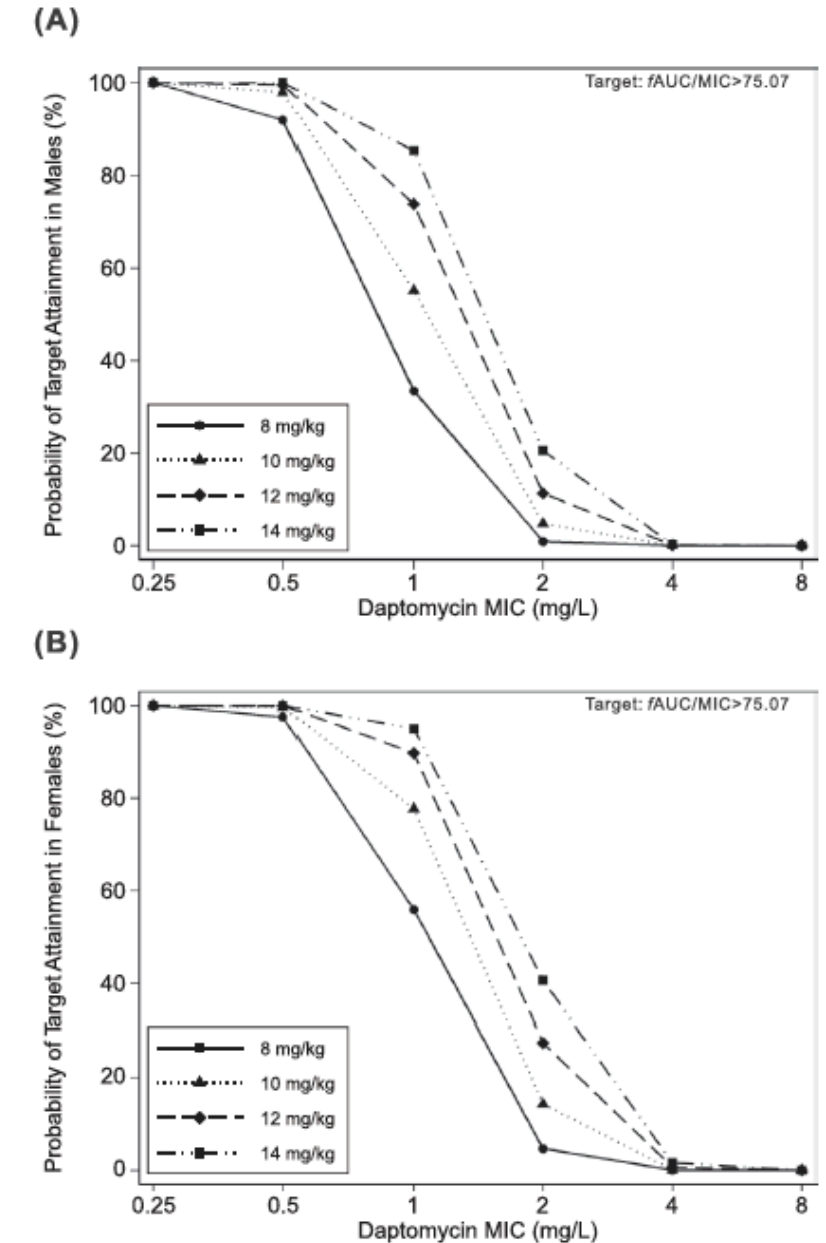 (A)
Probability of Target Attainment in Males (%)
Target: fAUC/MIC>75.07
100
80
60
40
20
0
8 mg/kg
10 mg/kg
12 mg/kg
14 mg/kg
0.25 0.5 1 2 4 8
Daptomycin MIC (mg/L)
(B)
Probability of Target Attainment in Females (%)
Target: fAUC/MIC>75.07
100
80
60
40
20
0
8 mg/kg
10 mg/kg
12 mg/kg
14 mg/kg
0.25 0.5 1 2 4 8
Daptomycin MIC (mg/L)